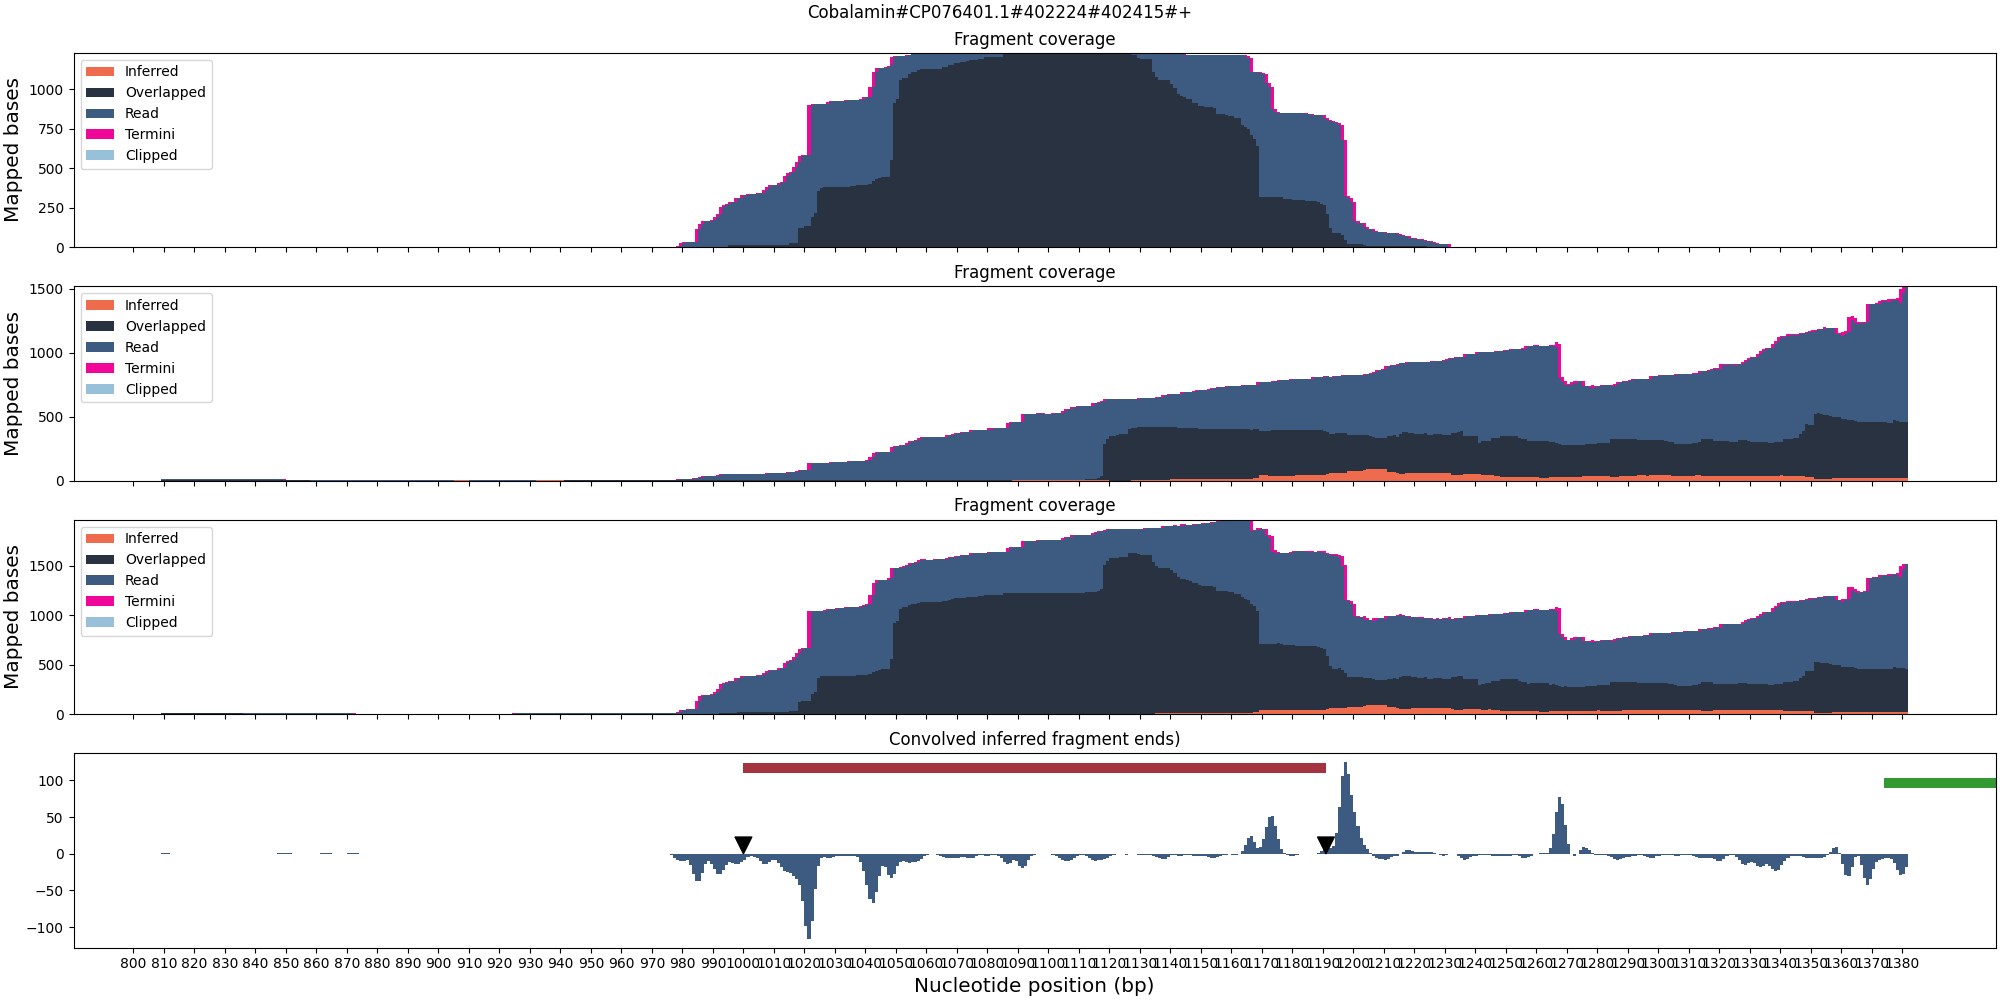 Cobalamin#CP076401.1#402224#402415#+
Fragment coverage
Mapped bases
1000
750
500
250
0
Inferred
Overlapped
Read
Termini
Clipped
Fragment coverage
Mapped bases
1500
1000
500
0
Inferred
Overlapped
Read
Termini
Clipped
Fragment coverage
Mapped bases
1500
1000
500
0
Inferred
Overlapped
Read
Termini
Clipped
Convolved inferred fragment ends)
100
50
0
−50
−100
800 810 820 830 840 850 860 870 880 890 900 910 920 930 940 950 960 970 980 990 1000 1010 1020 1030 1040 1050 1060 1070 1080 1090 1100 1110 1120 1130 1140 1150 1160 1170 1180 1190 1200 1210 1220 1230 1240 1250 1260 1270 1280 1290 1300 1310 1320 1330 1340 1350 1360 1370 1380
Nucleotide position (bp)